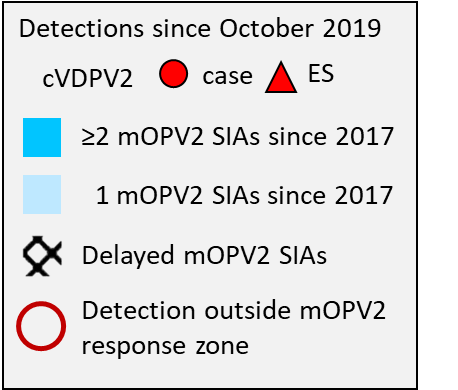 Detections since October 2019
cVDPV2 case ES
≥2 mOPV2 SIAs since 2017
1 mOPV2 SIAs since 2017
Delayed mOPV2 SIAs
Detection outside mOPV2
response zone